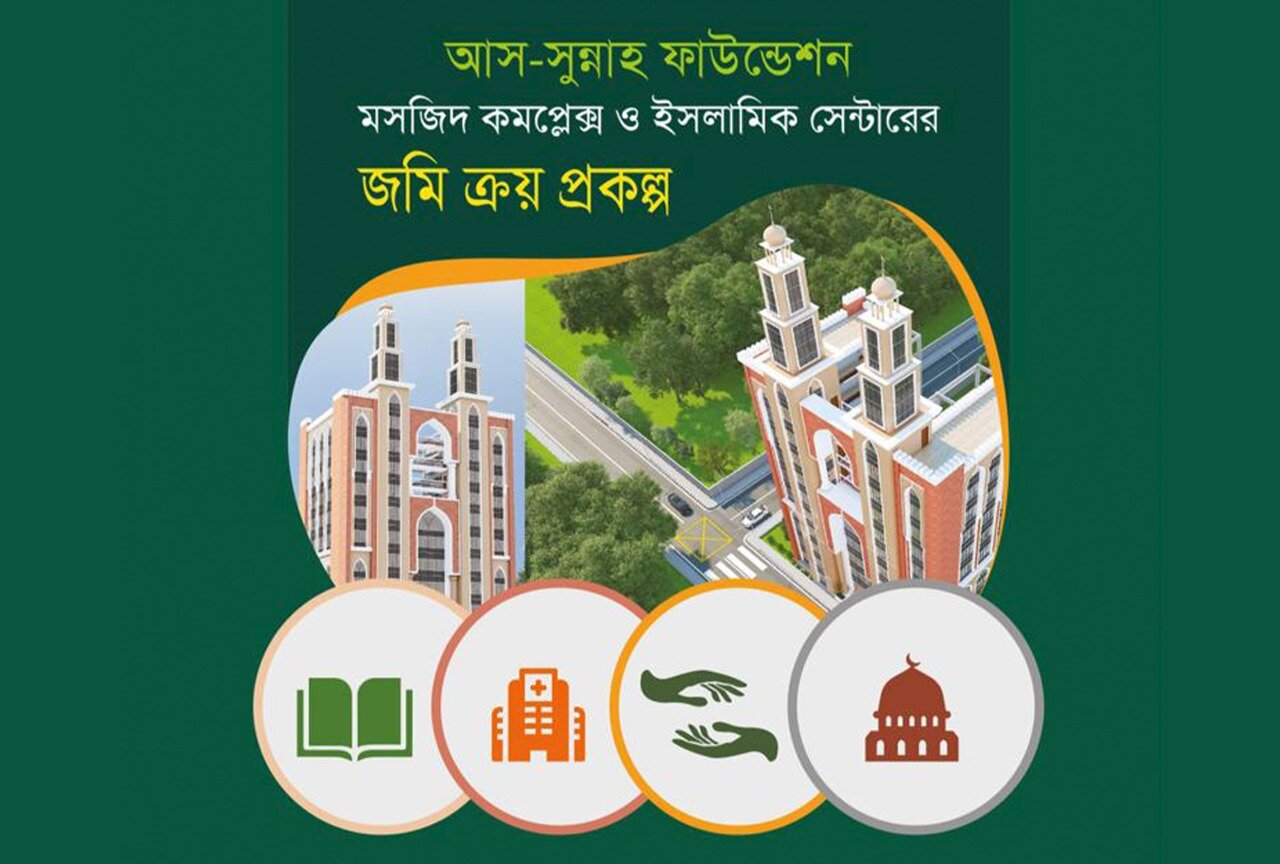 আস-সুন্নাহ ফাউন্ডেশন
মসজিদ কমপ্লেক্স ও ইসলামিক সেন্টারের
জমি ক্রয় প্রকল্প